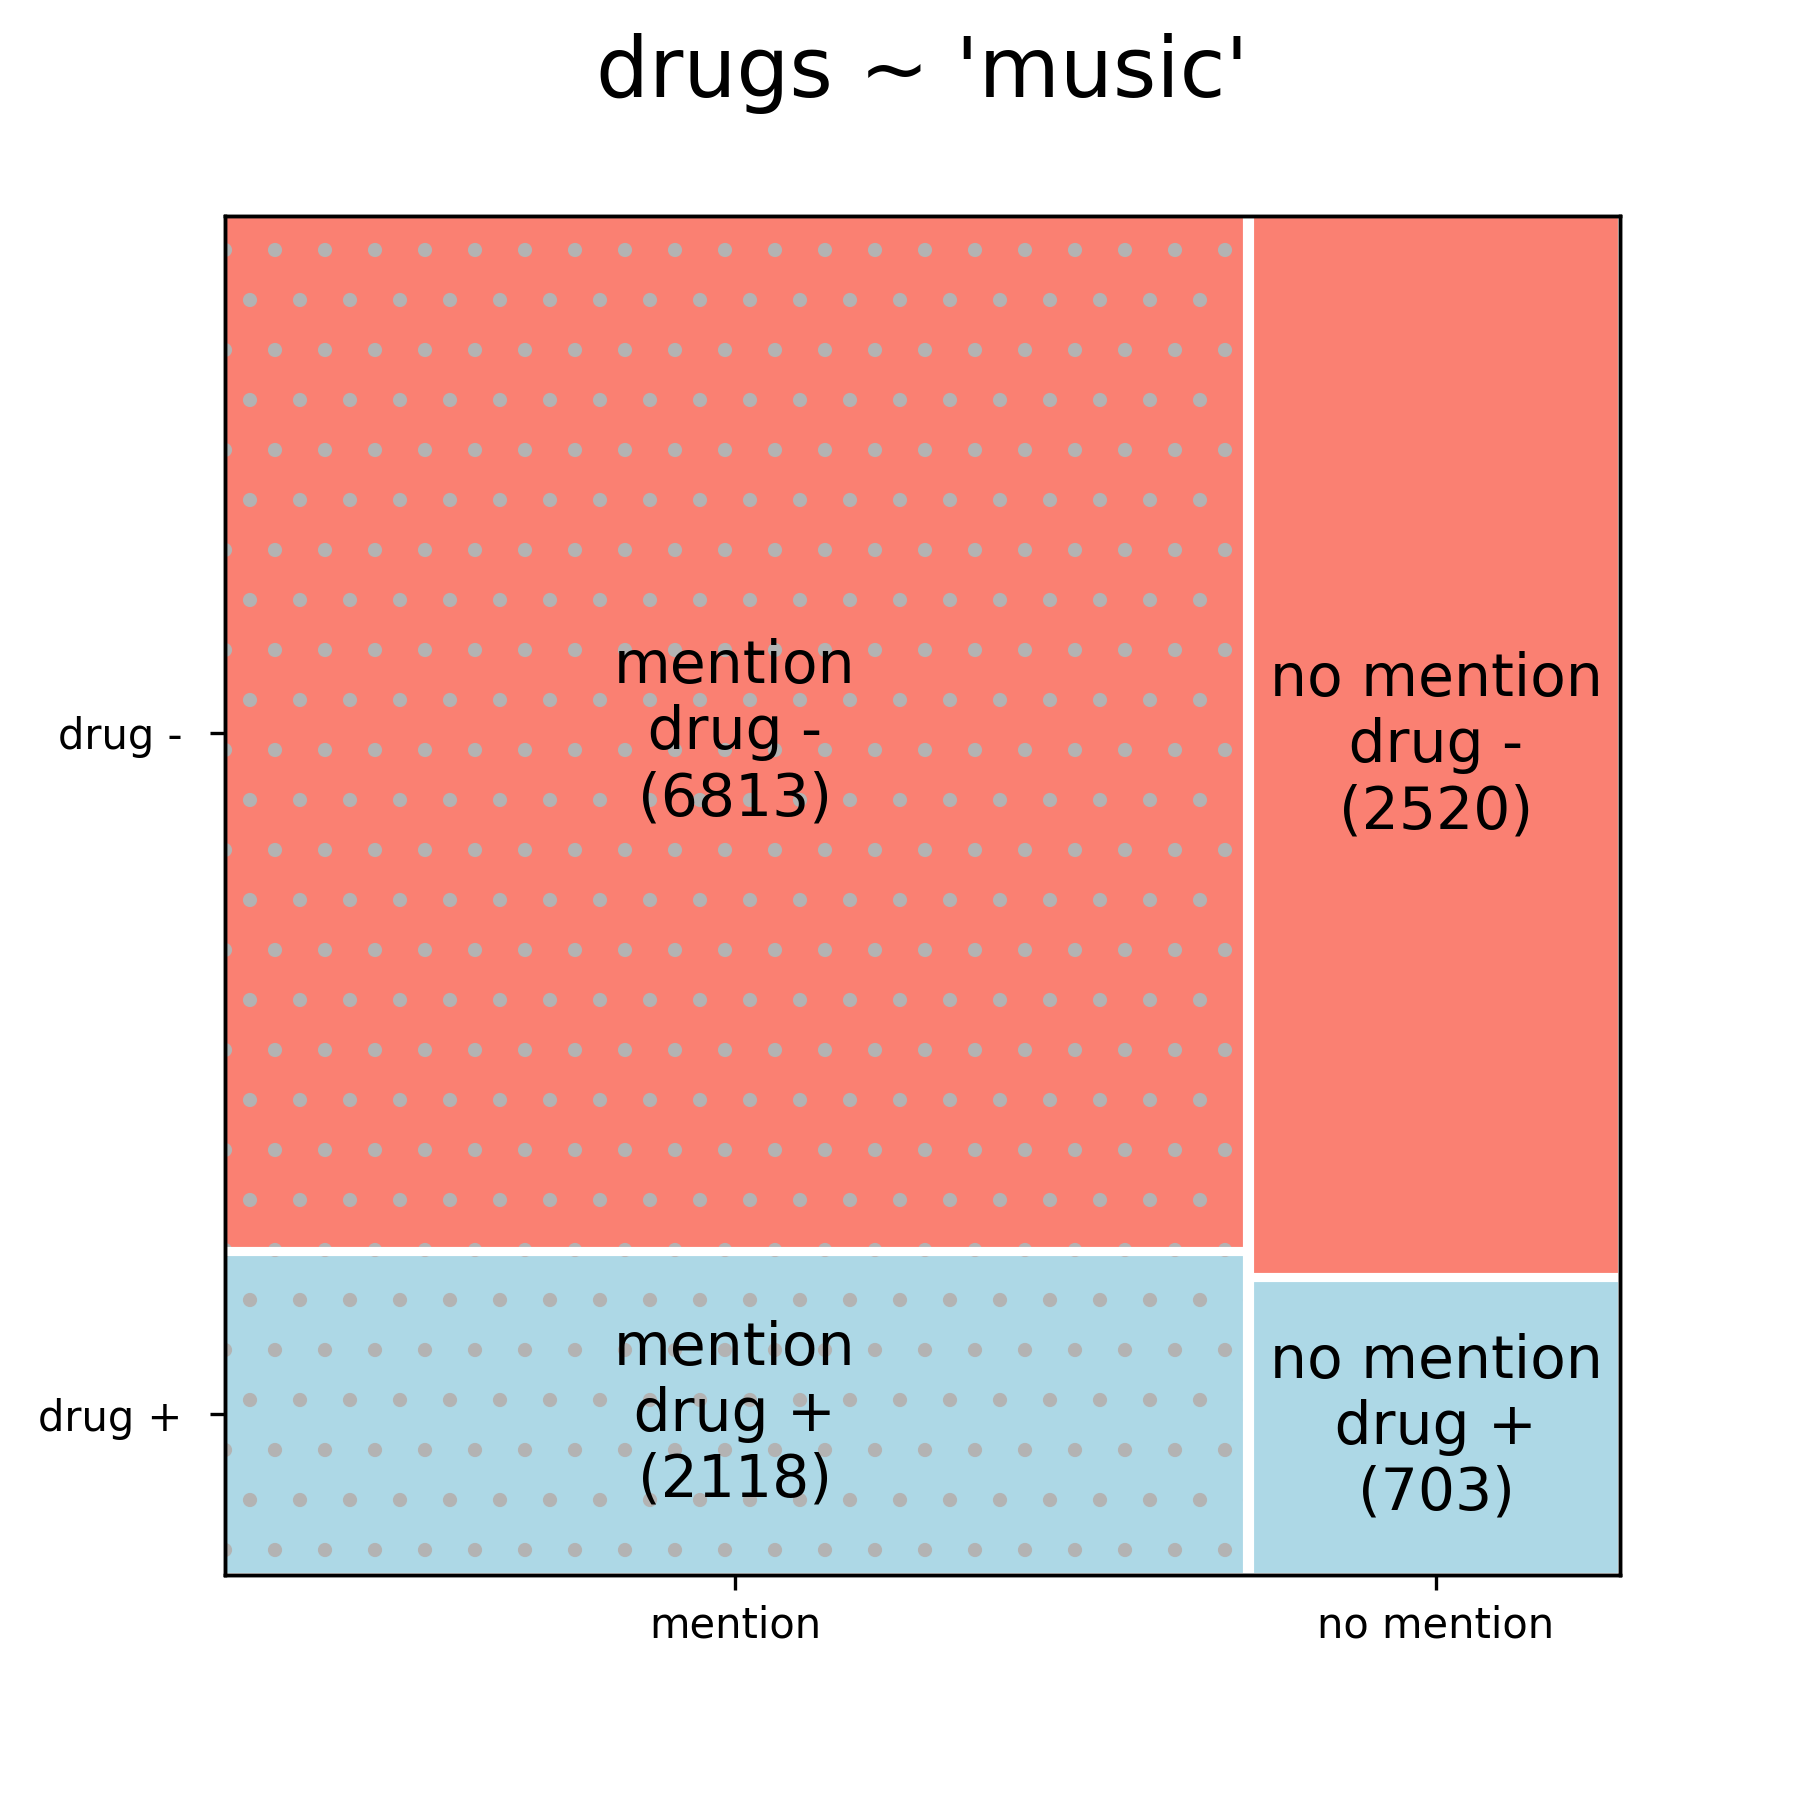 drugs ~ 'music'
mention
drug -
(6813)
no mention
drug -
(2520)
drug -
mention
drug +
(2118)
no mention
drug +
(703)
drug +
mention
no mention